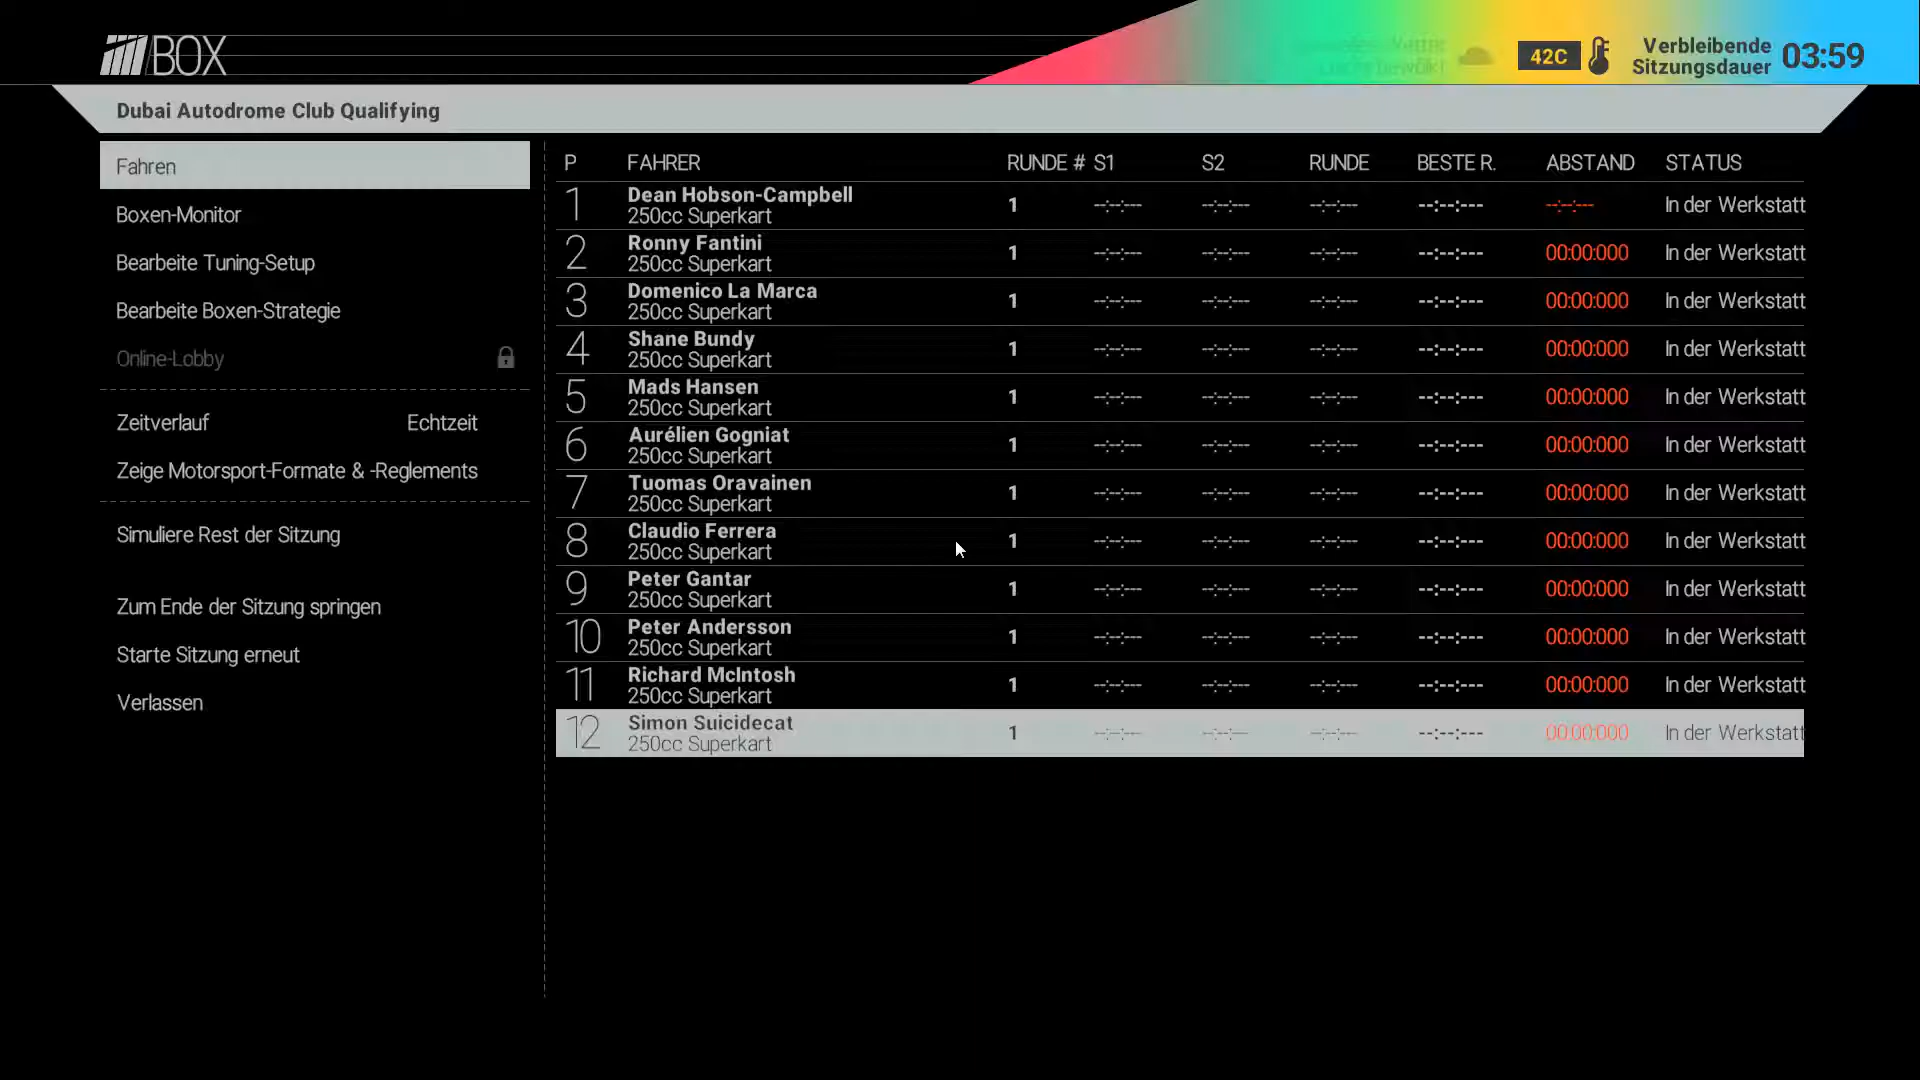 BOX
42C
Verbleibende
Sitzungsdauer
03:59
Dubai Autodrome Club Qualifying
Fahren
Boxen-Monitor
Bearbeite Tuning-Setup
Bearbeite Boxen-Strategie
Online-Lobby
Zeitverlauf Echtzeit
Zeige Motorsport-Formate & -Reglements
Simuliere Rest der Sitzung
Zum Ende der Sitzung springen
Starte Sitzung erneut
Verlassen
P FAHRER RUNDE # S1 S2 RUNDE BESTE R. ABSTAND STATUS
1 Dean Hobson-Campbell 1 --:--:--- --:--:--- --:--:--- --:--:--- --:--:--- In der Werkstatt
250cc Superkart
2 Ronny Fantini 1 --:--:--- --:--:--- --:--:--- --:--:--- 00:00:000 In der Werkstatt
250cc Superkart
3 Domenico La Marca 1 --:--:--- --:--:--- --:--:--- --:--:--- 00:00:000 In der Werkstatt
250cc Superkart
4 Shane Bundy 1 --:--:--- --:--:--- --:--:--- --:--:--- 00:00:000 In der Werkstatt
250cc Superkart
5 Mads Hansen 1 --:--:--- --:--:--- --:--:--- --:--:--- 00:00:000 In der Werkstatt
250cc Superkart
6 Aurélien Gogniat 1 --:--:--- --:--:--- --:--:--- --:--:--- 00:00:000 In der Werkstatt
250cc Superkart
7 Tuomas Oravainen 1 --:--:--- --:--:--- --:--:--- --:--:--- 00:00:000 In der Werkstatt
250cc Superkart
8 Claudio Ferrera 1 --:--:--- --:--:--- --:--:--- --:--:--- 00:00:000 In der Werkstatt
250cc Superkart
9 Peter Gantar 1 --:--:--- --:--:--- --:--:--- --:--:--- 00:00:000 In der Werkstatt
250cc Superkart
10 Peter Andersson 1 --:--:--- --:--:--- --:--:--- --:--:--- 00:00:000 In der Werkstatt
250cc Superkart
11 Richard McIntosh 1 --:--:--- --:--:--- --:--:--- --:--:--- 00:00:000 In der Werkstatt
250cc Superkart
12 Simon Suicidecat 1 --:--:--- --:--:--- --:--:--- --:--:--- 00:00:000 In der Werkstatt
250cc Superkart